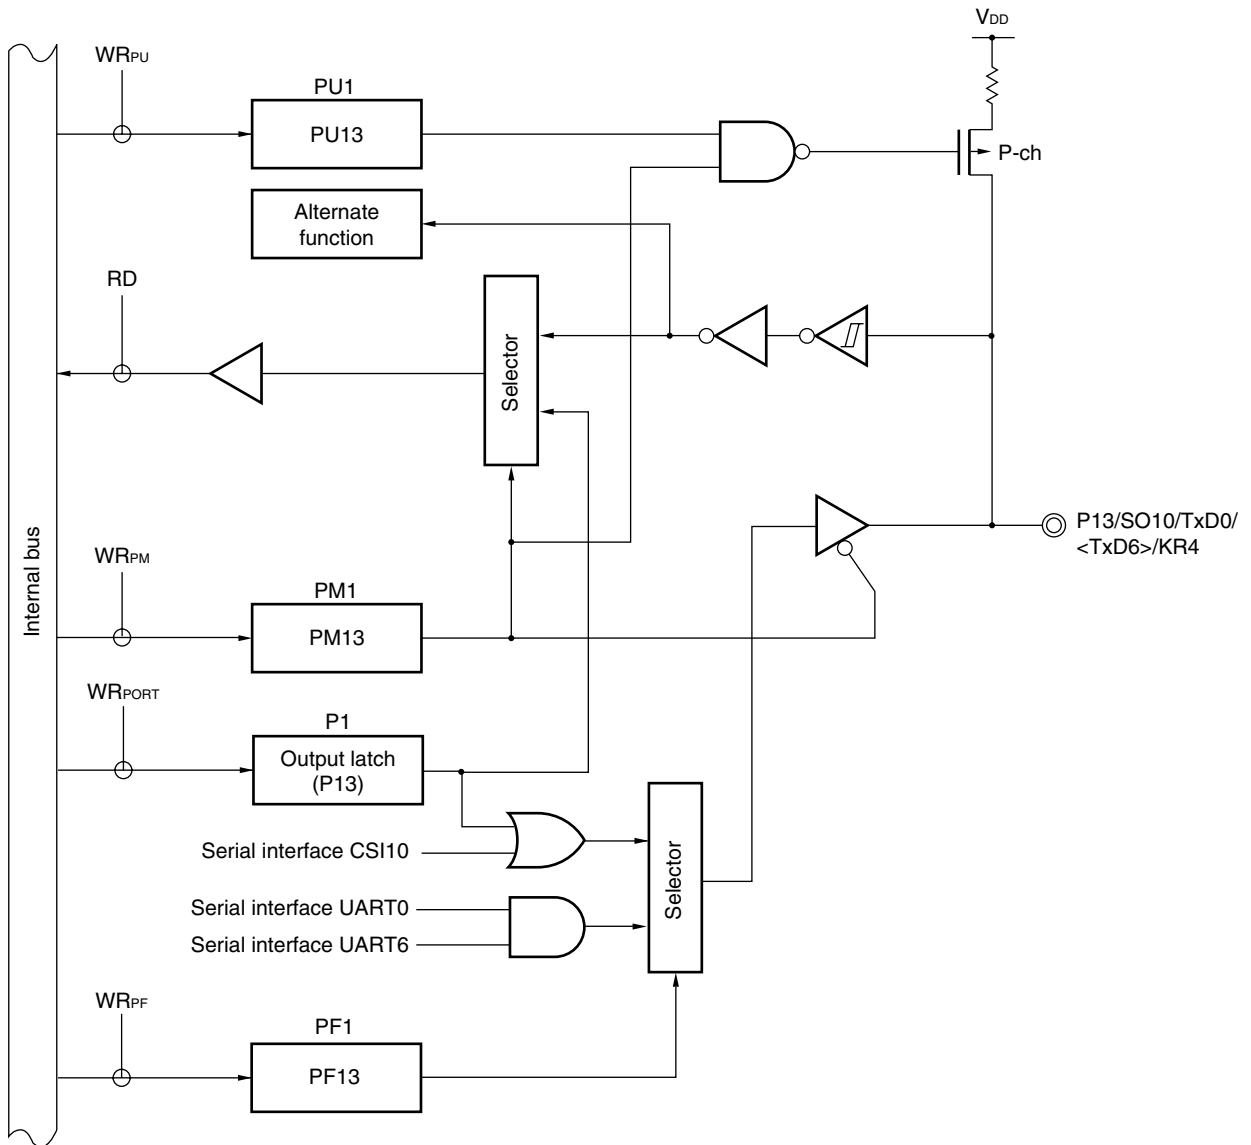 VDD
WRPU
PU1
PU13
P-ch
Alternate
function
RD
Selector
Internal bus
P13/SO10/TxD0/
<TxD6>/KR4
WRPM
PM1
PM13
WRPORT
P1
Output latch
(P13)
Serial interface CSI10
Selector
Serial interface UART0
Serial interface UART6
WRPF
PF1
PF13